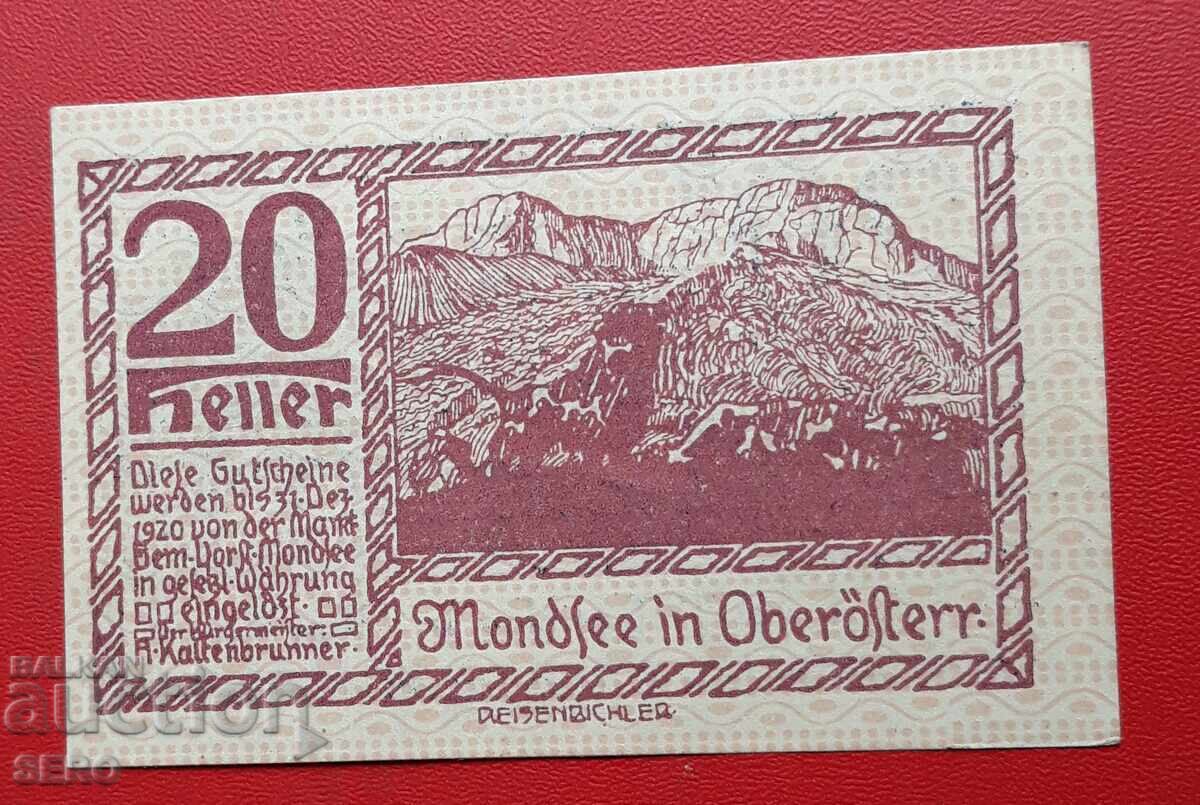 20
Heller
Diese Gutscheine
werden bis 31. Dez.
1920 von der Markt
Gem. Vorst. Mondsee
in gesetzl. Währung
eingelöst.
Der Bürgermeister:
A. Kaltenbrunner.
Mondsee in Oberösterr.
REISENBICHLER.
BALKAN
auction
SERO